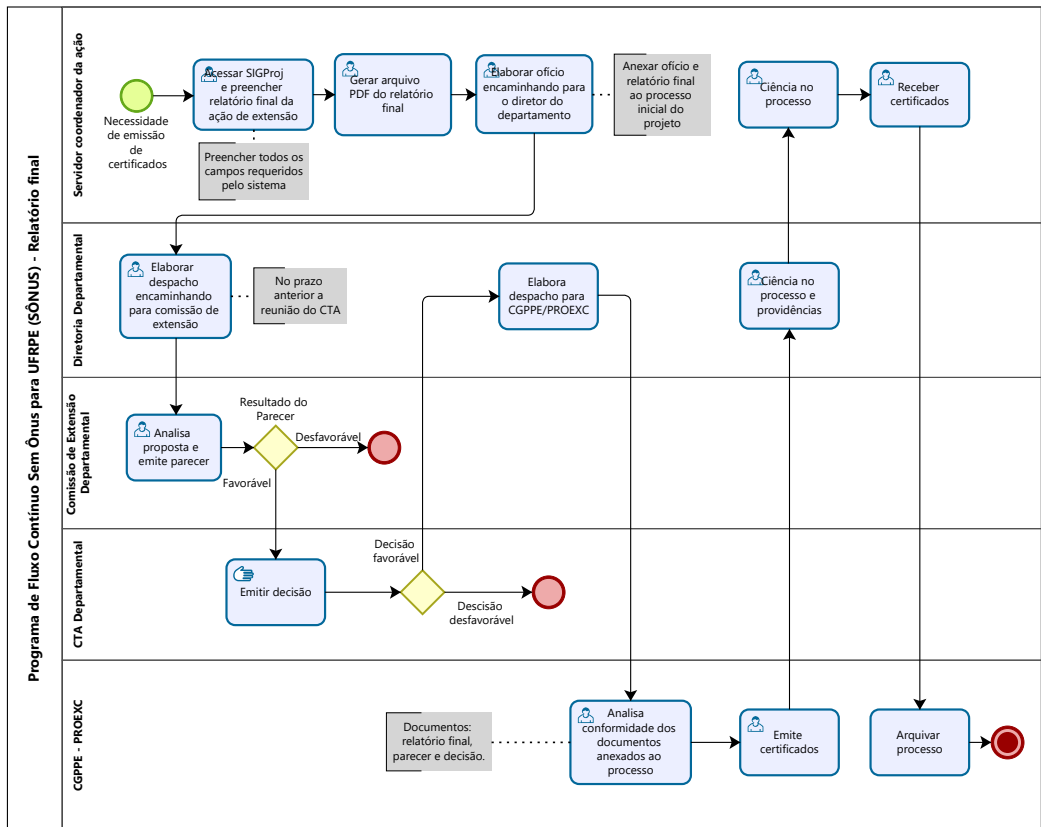 Programa de Fluxo Contínuo Sem Ônus para UFRPE (SÔNUS) - Relatório final
Servidor coordenador da ação
Necessidade
de emissão
de
certificados
Acessar SIGProj
e preencher
relatório final da
ação de extensão
Preencher todos os
campos requeridos
pelo sistema
Gerar arquivo
PDF do relatório
final
Elaborar ofício
encaminhando para
o diretor do
departamento
Anexar ofício e
relatório final
ao processo
inicial do
projeto
Ciência no
processo
Receber
certificados
Diretoria Departamental
Elaborar
despacho
encaminhando
para comissão de
extensão
No prazo
anterior a
reunião do CTA
Elabora
despacho para
CGPPE/PROEXC
Ciência no
processo e
providências
Comissão de Extensão
Departamental
Analisa
proposta e
emite parecer
Resultado do
Parecer
Desfavorável
Favorável
CTA Departamental
Emitir decisão
Decisão
favorável
Descisão
desfavorável
CGPPE - PROEXC
Documentos:
relatório final,
parecer e decisão.
Analisa
conformidade dos
documentos
anexados ao
processo
Emite
certificados
Arquivar
processo